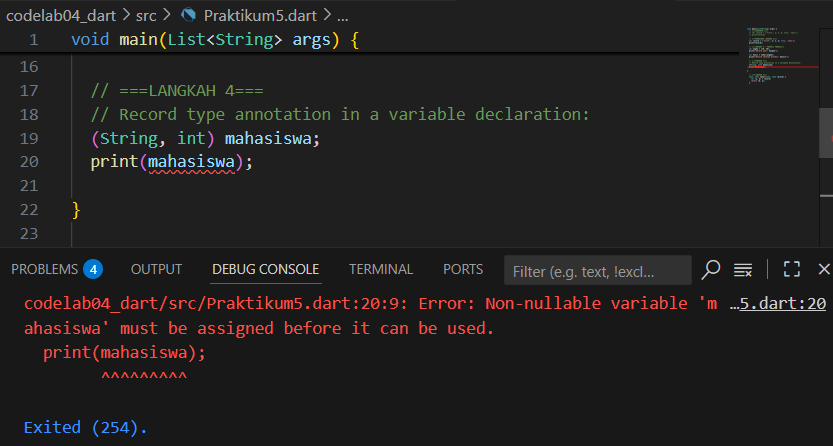 codelab04_dart > src > Praktikum5.dart > ...
1 void main(List<String> args) {
16
17 // ===LANGKAH 4===
18 // Record type annotation in a variable declaration:
19 (String, int) mahasiswa;
20 print(mahasiswa);
21
22 }
23
PROBLEMS 4 OUTPUT DEBUG CONSOLE TERMINAL PORTS Filter (e.g. text, !excl...
codelab04_dart/src/Praktikum5.dart:20:9: Error: Non-nullable variable 'm …5.dart:20
ahasiswa' must be assigned before it can be used.
print(mahasiswa);
^^^^^^^^^
Exited (254).